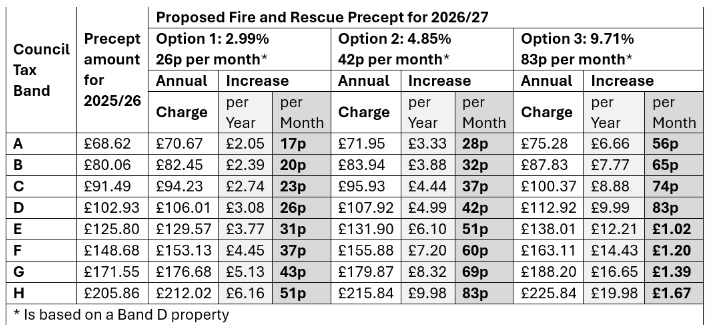 Council Tax Band
Precept amount for 2025/26
Proposed Fire and Rescue Precept for 2026/27
Option 1: 2.99% 26p per month*
Option 2: 4.85% 42p per month*
Option 3: 9.71% 83p per month*
Annual Charge Increase Annual Charge Increase Annual Charge Increase
per Year per Month per Year per Month per Year per Month
A £68.62 £70.67 £2.05 17p £71.95 £3.33 28p £75.28 £6.66 56p
B £80.06 £82.45 £2.39 20p £83.94 £3.88 32p £87.83 £7.77 65p
C £91.49 £94.23 £2.74 23p £95.93 £4.44 37p £100.37 £8.88 74p
D £102.93 £106.01 £3.08 26p £107.92 £4.99 42p £112.92 £9.99 83p
E £125.80 £129.57 £3.77 31p £131.90 £6.10 51p £138.01 £12.21 £1.02
F £148.68 £153.13 £4.45 37p £155.88 £7.20 60p £163.11 £14.43 £1.20
G £171.55 £176.68 £5.13 43p £179.87 £8.32 69p £188.20 £16.65 £1.39
H £205.86 £212.02 £6.16 51p £215.84 £9.98 83p £225.84 £19.98 £1.67
* Is based on a Band D property